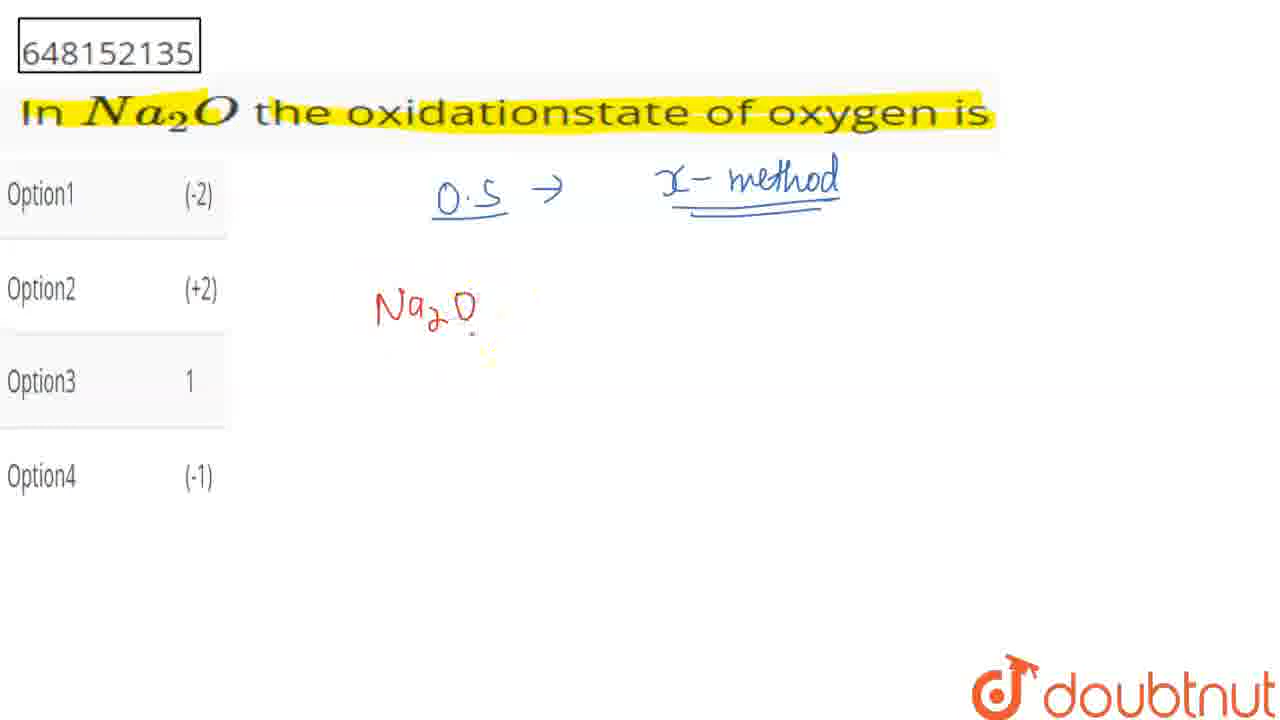 648152135
In Na₂O the oxidationstate of oxygen is
Option1 (-2)
O.S → x- method
Option2 (+2)
Na₂O
Option3 1
Option4 (-1)
doubtnut